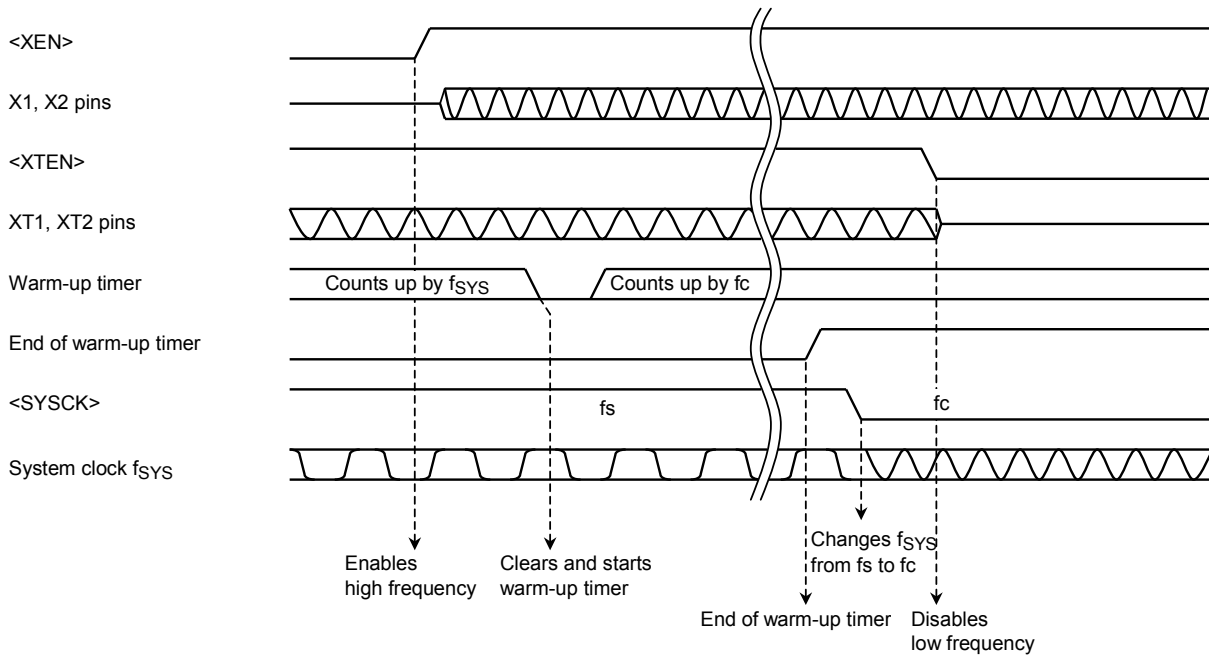 <XEN>
X1, X2 pins
<XTEN>
XT1, XT2 pins
Warm-up timer
Counts up by fSYS
Counts up by fc
End of warm-up timer
<SYSCK>
fs
fc
System clock fSYS
Enables
high frequency
Clears and starts
warm-up timer
Changes fSYS
from fs to fc
End of warm-up timer
Disables
low frequency